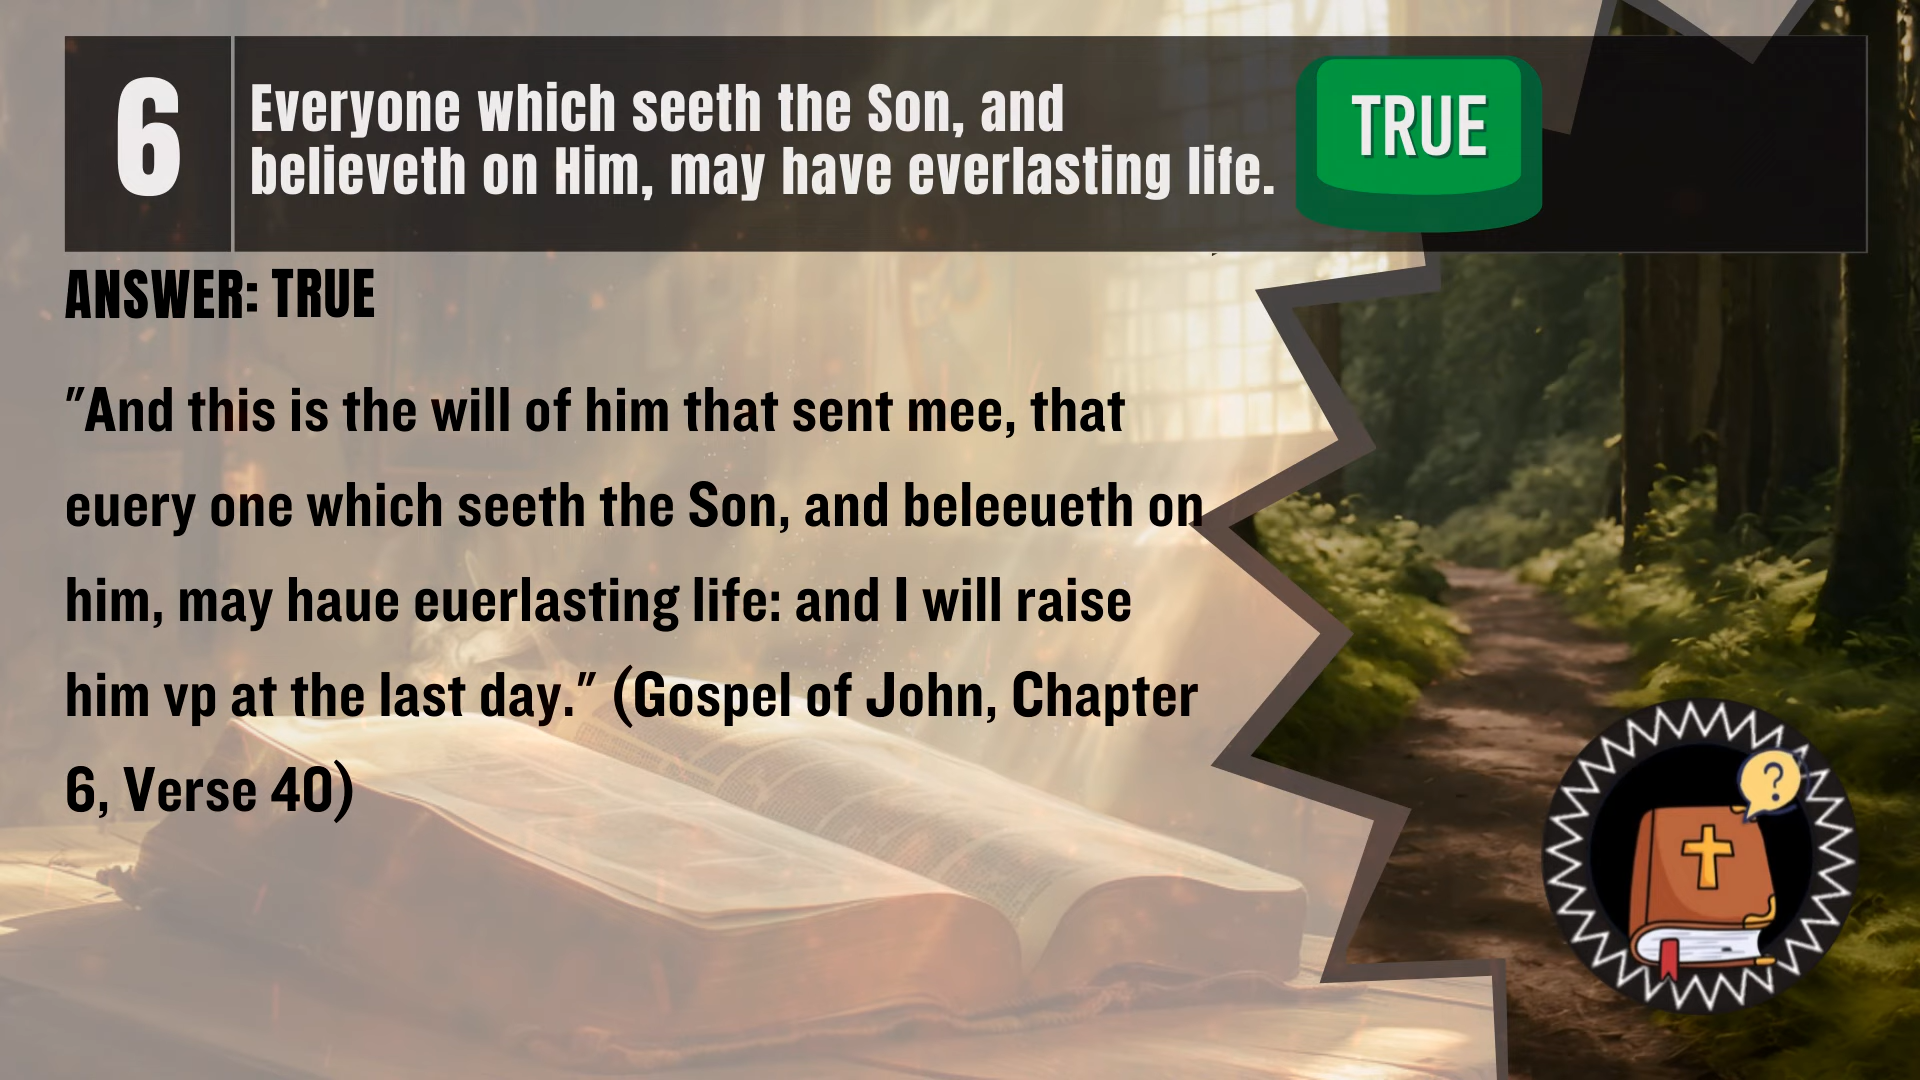 6
Everyone which seeth the Son, and
believeth on Him, may have everlasting life.
TRUE
ANSWER: TRUE
"And this is the will of him that sent mee, that
euery one which seeth the Son, and beleeueth on
him, may haue euerlasting life: and I will raise
him vp at the last day." (Gospel of John, Chapter
6, Verse 40)
?